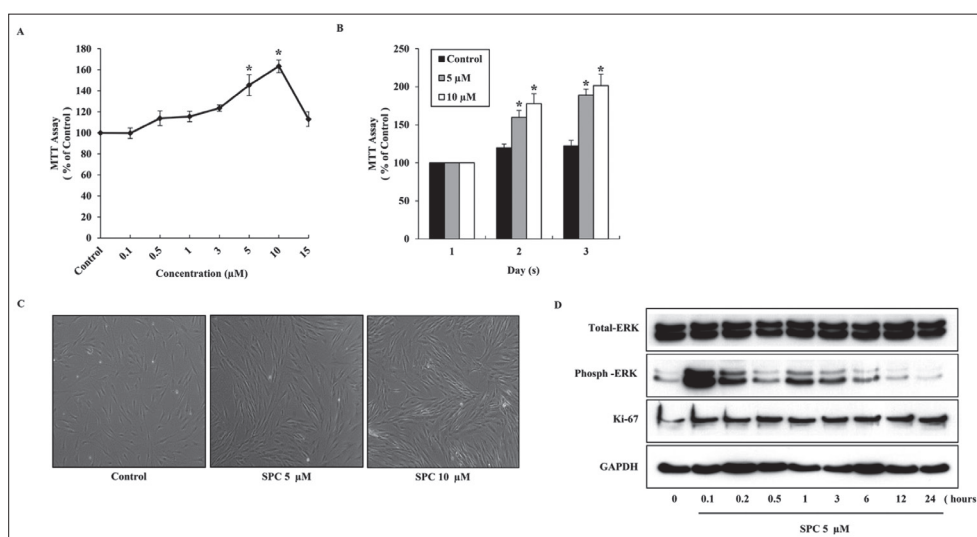 A
180
160
140
120
100
80
60
40
20
0
MTT Assay
( % of Control)
*
*
Control
0.1
0.5
1
3
5
10
15
Concentration (µM)
B
250
200
150
100
50
0
MTT Assay
( % of Control)
Control
5 µM
10 µM
* *
* *
1 2 3
Day (s)
C
Control
SPC 5 µM
SPC 10 µM
D
Total-ERK
Phosph -ERK
Ki-67
GAPDH
0 0.1 0.2 0.5 1 3 6 12 24 ( hours
SPC 5 µM